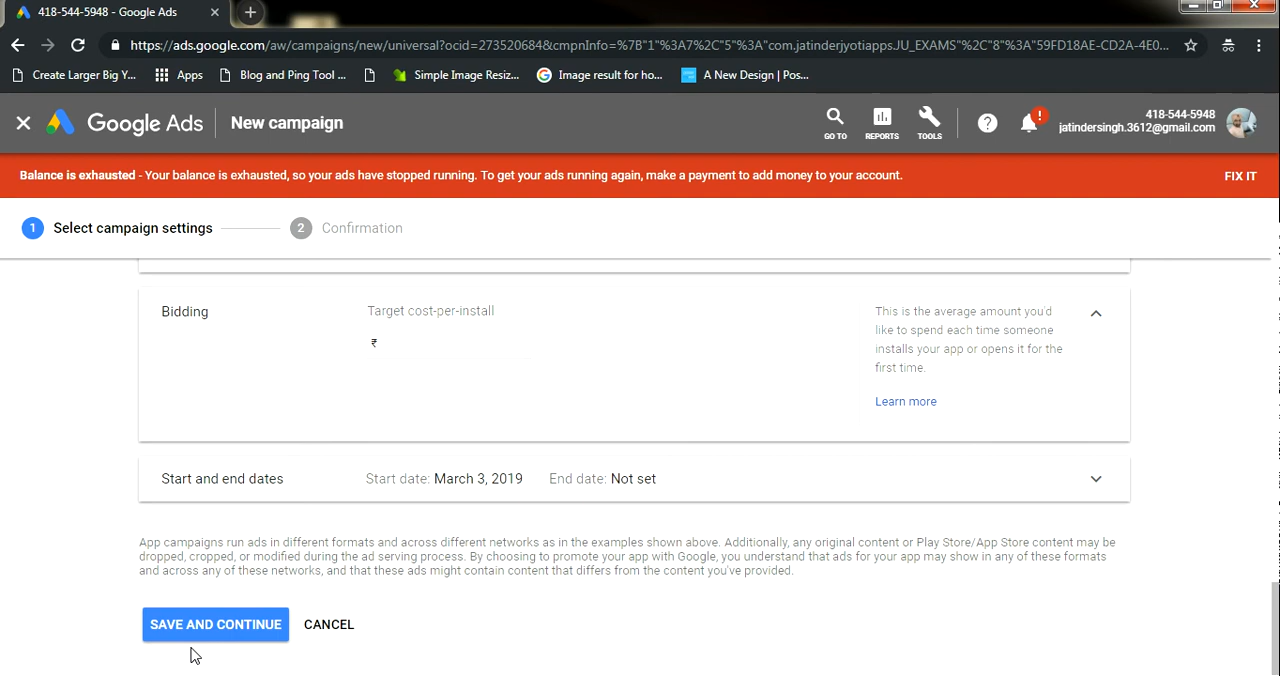 418-544-5948 - Google Ads
https://ads.google.com/aw/campaigns/new/universal?ocid=273520684&cmpnInfo=%7B"1"%3A7%2C"5"%3A"com.jatinderjyotiapps.JU_EXAMS"%2C"8"%3A"59FD18AE-CD2A-4E0...
Create Larger Big Y... Apps Blog and Ping Tool ... Simple Image Resiz... Image result for ho... A New Design | Pos...
Google Ads New campaign
GO TO REPORTS TOOLS
418-544-5948
jatindersingh.3612@gmail.com
Balance is exhausted - Your balance is exhausted, so your ads have stopped running. To get your ads running again, make a payment to add money to your account. FIX IT
1 Select campaign settings 2 Confirmation
Bidding Target cost-per-install
₹
This is the average amount you'd
like to spend each time someone
installs your app or opens it for the
first time.
Learn more
Start and end dates Start date: March 3, 2019 End date: Not set
App campaigns run ads in different formats and across different networks as in the examples shown above. Additionally, any original content or Play Store/App Store content may be
dropped, cropped, or modified during the ad serving process. By choosing to promote your app with Google, you understand that ads for your app may show in any of these formats
and across any of these networks, and that these ads might contain content that differs from the content you've provided.
SAVE AND CONTINUE CANCEL